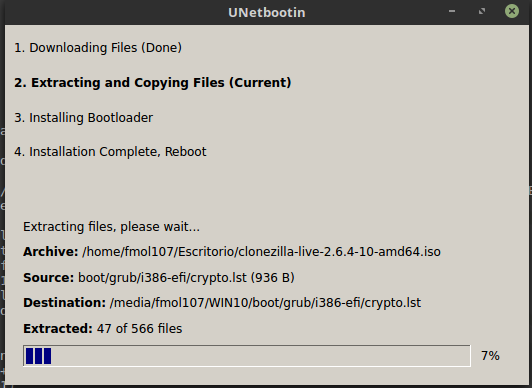 UNetbootin
1. Downloading Files (Done)
2. Extracting and Copying Files (Current)
3. Installing Bootloader
4. Installation Complete, Reboot
Extracting files, please wait...
Archive: /home/fmol107/Escritorio/clonezilla-live-2.6.4-10-amd64.iso
Source: boot/grub/i386-efi/crypto.lst (936 B)
Destination: /media/fmol107/WIN10/boot/grub/i386-efi/crypto.lst
Extracted: 47 of 566 files
7%